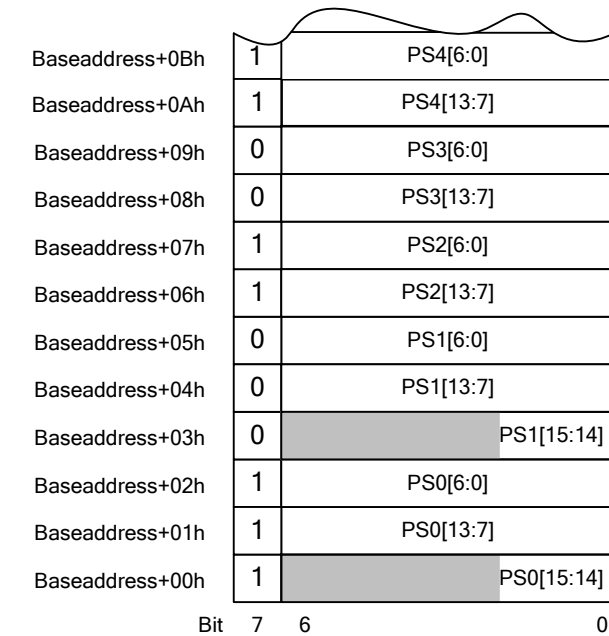 Baseaddress+0Bh 1 PS4[6:0]
Baseaddress+0Ah 1 PS4[13:7]
Baseaddress+09h 0 PS3[6:0]
Baseaddress+08h 0 PS3[13:7]
Baseaddress+07h 1 PS2[6:0]
Baseaddress+06h 1 PS2[13:7]
Baseaddress+05h 0 PS1[6:0]
Baseaddress+04h 0 PS1[13:7]
Baseaddress+03h 0 PS1[15:14]
Baseaddress+02h 1 PS0[6:0]
Baseaddress+01h 1 PS0[13:7]
Baseaddress+00h 1 PS0[15:14]
Bit 7 6 0